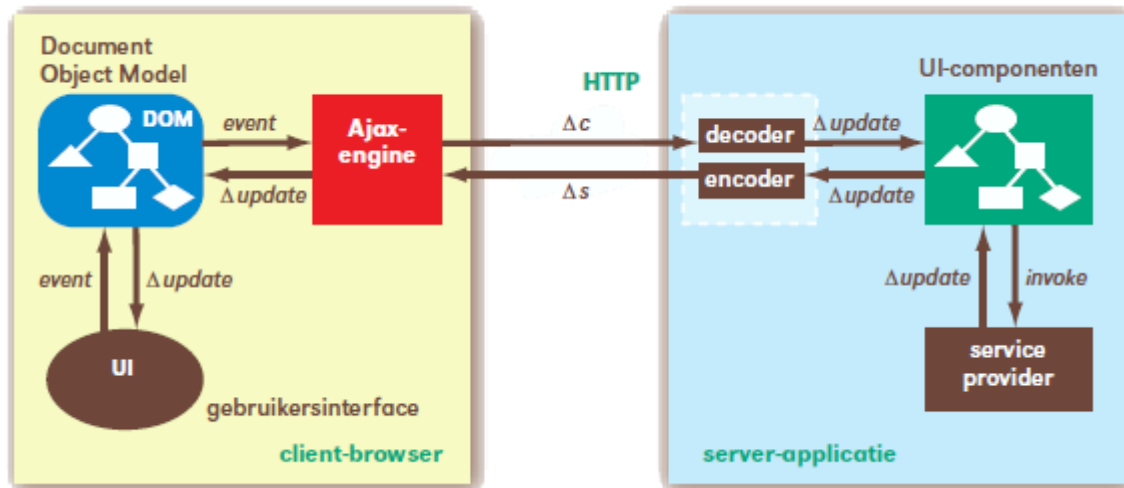 Document
Object Model
UI-componenten
HTTP
DOM
event
Ajax-
engine
Δc
decoder
Δupdate
Δupdate
Δs
encoder
Δupdate
event
Δupdate
Δupdate
invoke
UI
service
provider
gebruikersinterface
client-browser
server-applicatie